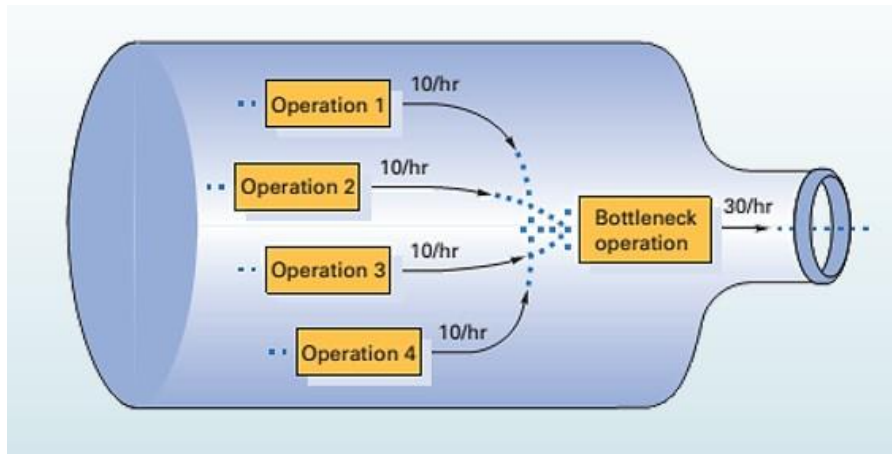 10/hr
Operation 1
10/hr
Operation 2
10/hr
Operation 3
10/hr
Operation 4
Bottleneck
operation
30/hr